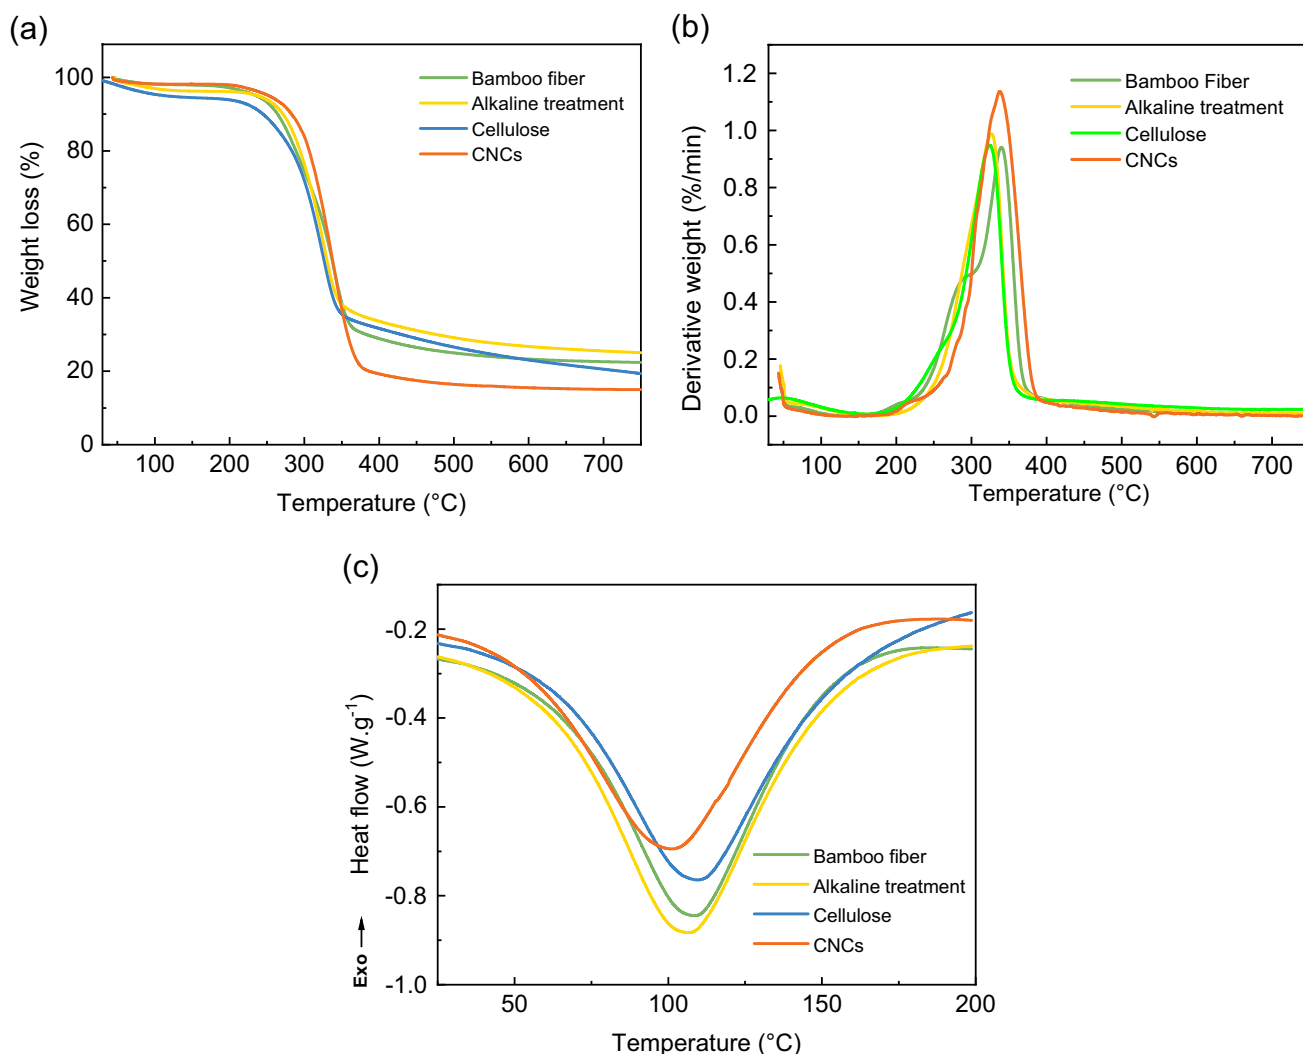 (a)
Weight loss (%)
100
80
60
40
20
0
Bamboo fiber
Alkaline treatment
Cellulose
CNCs
100 200 300 400 500 600 700
Temperature (°C)
(b)
Derivative weight (%/min)
1.2
1.0
0.8
0.6
0.4
0.2
0.0
Bamboo Fiber
Alkaline treatment
Cellulose
CNCs
100 200 300 400 500 600 700
Temperature (°C)
(c)
Exo → Heat flow (W.g⁻¹)
-0.2
-0.4
-0.6
-0.8
-1.0
Bamboo fiber
Alkaline treatment
Cellulose
CNCs
50 100 150 200
Temperature (°C)